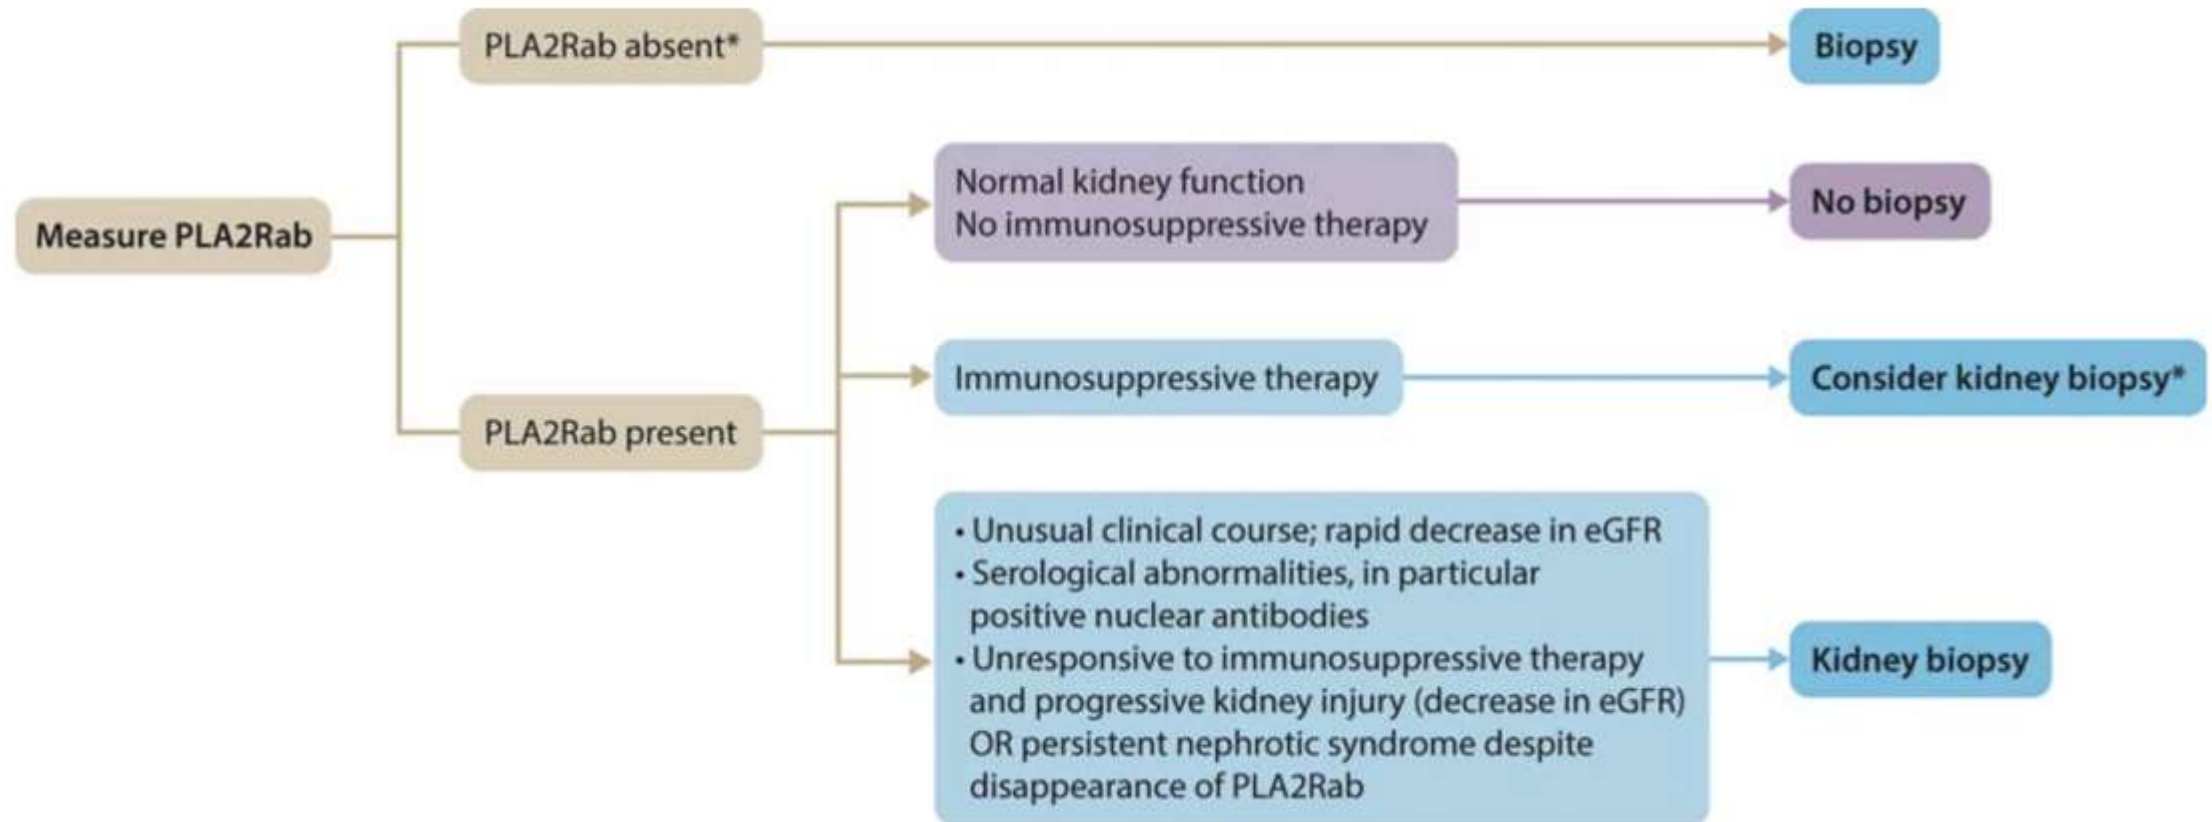 PLA2Rab absent*
Biopsy
Measure PLA2Rab
Normal kidney function
No immunosuppressive therapy
No biopsy
Immunosuppressive therapy
Consider kidney biopsy*
PLA2Rab present
• Unusual clinical course; rapid decrease in eGFR
• Serological abnormalities, in particular
positive nuclear antibodies
• Unresponsive to immunosuppressive therapy
and progressive kidney injury (decrease in eGFR)
OR persistent nephrotic syndrome despite
disappearance of PLA2Rab
Kidney biopsy